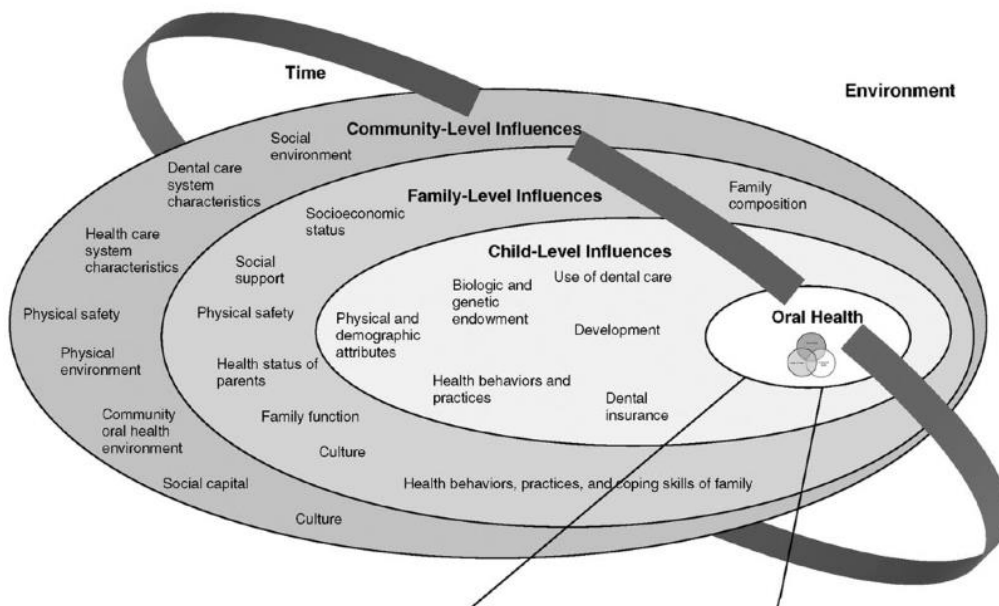 Time
Environment
Community-Level Influences
Social
environment
Dental care
system
characteristics
Family-Level Influences
Family
composition
Socioeconomic
status
Health care
system
characteristics
Child-Level Influences
Social
support
Use of dental care
Biologic and
genetic
endowment
Physical safety
Physical safety
Physical and
demographic
attributes
Development
Oral Health
Physical
environment
Health status of
parents
Health behaviors and
practices
Dental
insurance
Community
oral health
environment
Family function
Culture
Social capital
Health behaviors, practices, and coping skills of family
Culture